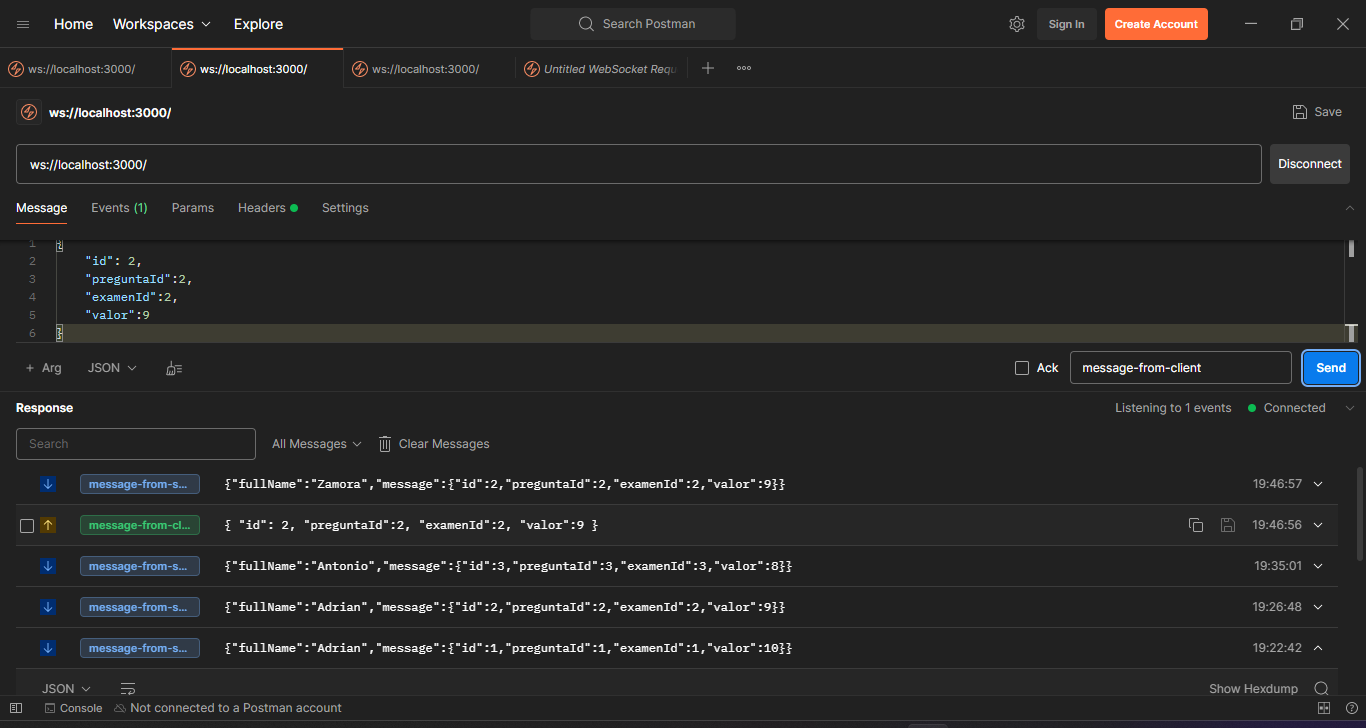 Home Workspaces Explore Search Postman Sign In Create Account
ws://localhost:3000/ ws://localhost:3000/ ws://localhost:3000/ Untitled WebSocket Requ
ws://localhost:3000/ Save
ws://localhost:3000/ Disconnect
Message Events (1) Params Headers Settings
1 {
2 "id": 2,
3 "preguntaId":2,
4 "examenId":2,
5 "valor":9
6 }
+ Arg JSON Ack message-from-client Send
Response Listening to 1 events Connected
Search All Messages Clear Messages
message-from-s... {"fullName":"Zamora","message":{"id":2,"preguntaId":2,"examenId":2,"valor":9}} 19:46:57
message-from-cl... { "id": 2, "preguntaId":2, "examenId":2, "valor":9 } 19:46:56
message-from-s... {"fullName":"Antonio","message":{"id":3,"preguntaId":3,"examenId":3,"valor":8}} 19:35:01
message-from-s... {"fullName":"Adrian","message":{"id":2,"preguntaId":2,"examenId":2,"valor":9}} 19:26:48
message-from-s... {"fullName":"Adrian","message":{"id":1,"preguntaId":1,"examenId":1,"valor":10}} 19:22:42
JSON Show Hexdump
Console Not connected to a Postman account